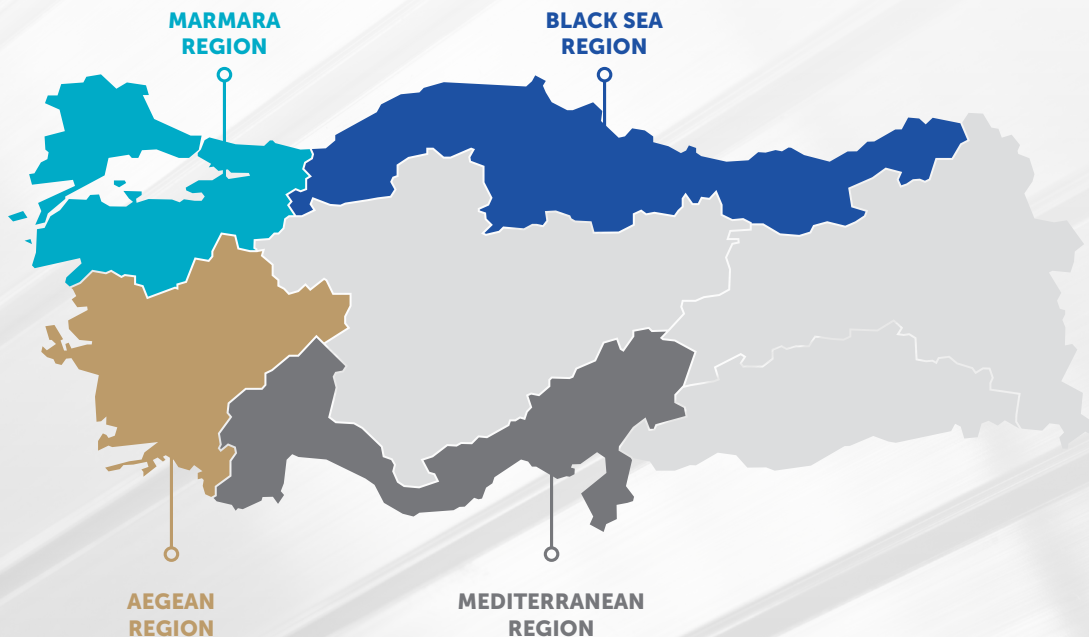 MARMARA
REGION
BLACK SEA
REGION
AEGEAN
REGION
MEDITERRANEAN
REGION